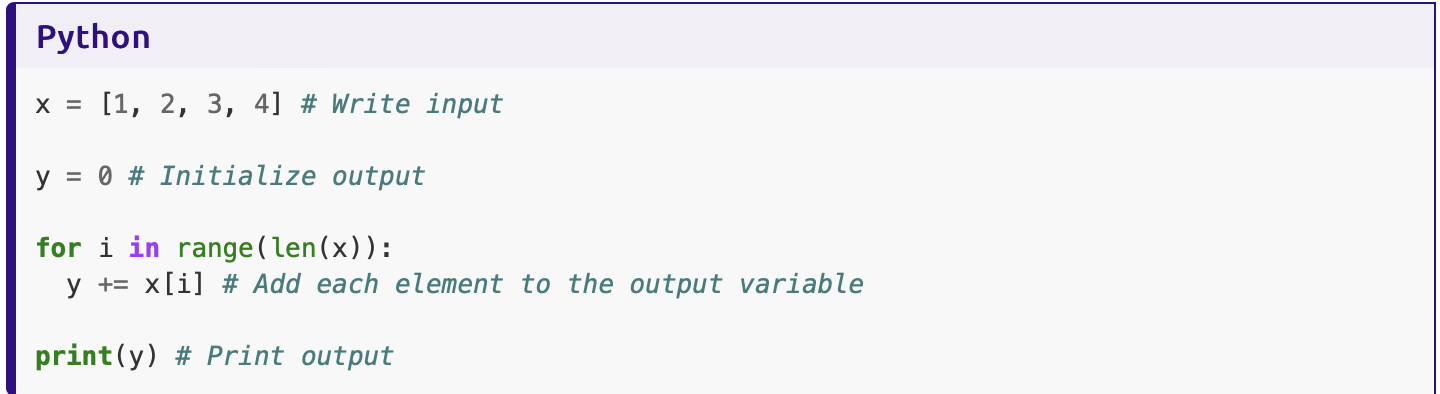 Python
x = [1, 2, 3, 4] # Write input
y = 0 # Initialize output
for i in range(len(x)):
  y += x[i] # Add each element to the output variable
print(y) # Print output